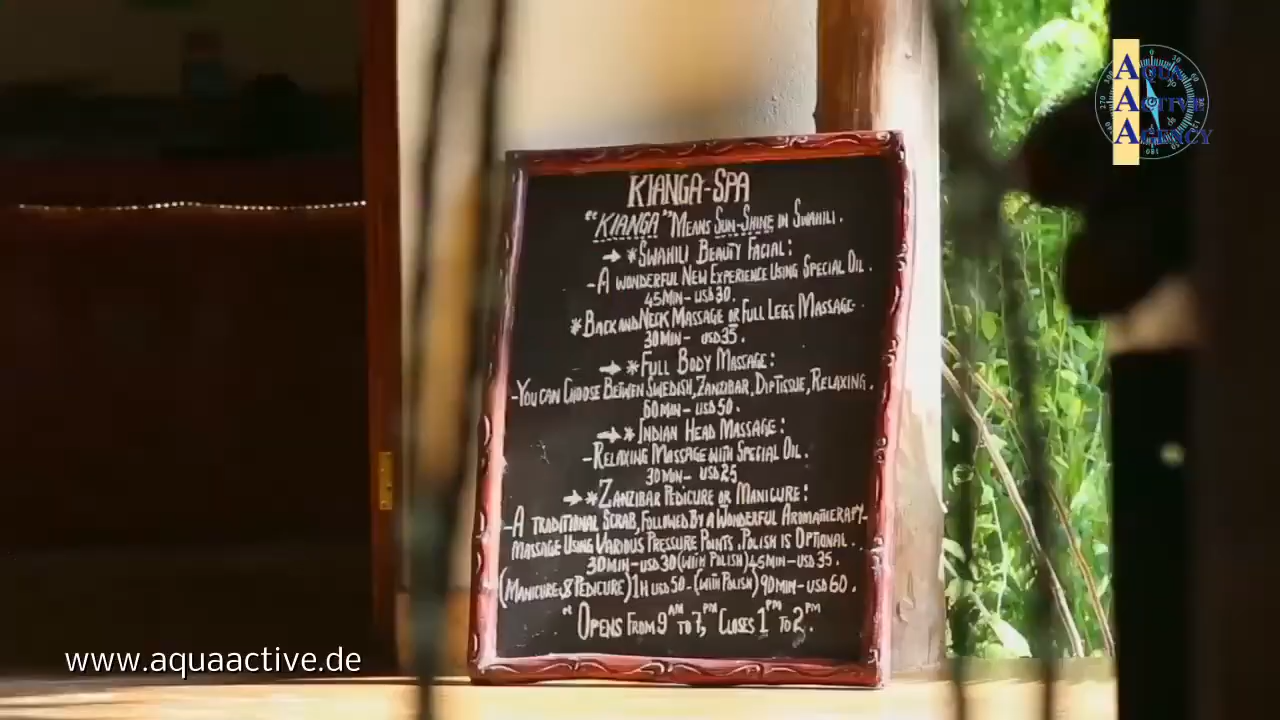 KIANGA-SPA
"KIANGA" MEANS SUN-SHINE IN SWAHILI.
→ *SWAHILI BEAUTY FACIAL:
-A WONDERFUL NEW EXPERIENCE USING SPECIAL OIL.
45MIN- USD30.
*BACK AND NECK MASSAGE OR FULL LEGS MASSAGE-
30MIN- USD35.
→ *FULL BODY MASSAGE:
-YOU CAN CHOOSE BETWEN SWEDISH, ZANZIBAR, DIPTISSUE, RELAXING.
60MIN- USD50.
→ *INDIAN HEAD MASSAGE:
-RELAXING MASSAGE WITH SPECIAL OIL.
30MIN- USD25
→ *ZANZIBAR PEDICURE OR MANICURE:
-A TRADITIONAL SCRAB, FOLLOWED BY A WONDERFUL AROMATHERAPY-
MASSAGE USING VARIOUS PRESSURE POINTS. POLISH IS OPTIONAL.
30MIN-USD30(WITH POLISH)45MIN-USD35.
(MANICURE & PEDICURE)1H USD50-(WITH POLISH) 90MIN-USD60.
"OPENS FROM 9AM TO 7PM," CLOSES 1PM TO 2PM.
AQUA
ACTIVE
AGENCY
www.aquaactive.de